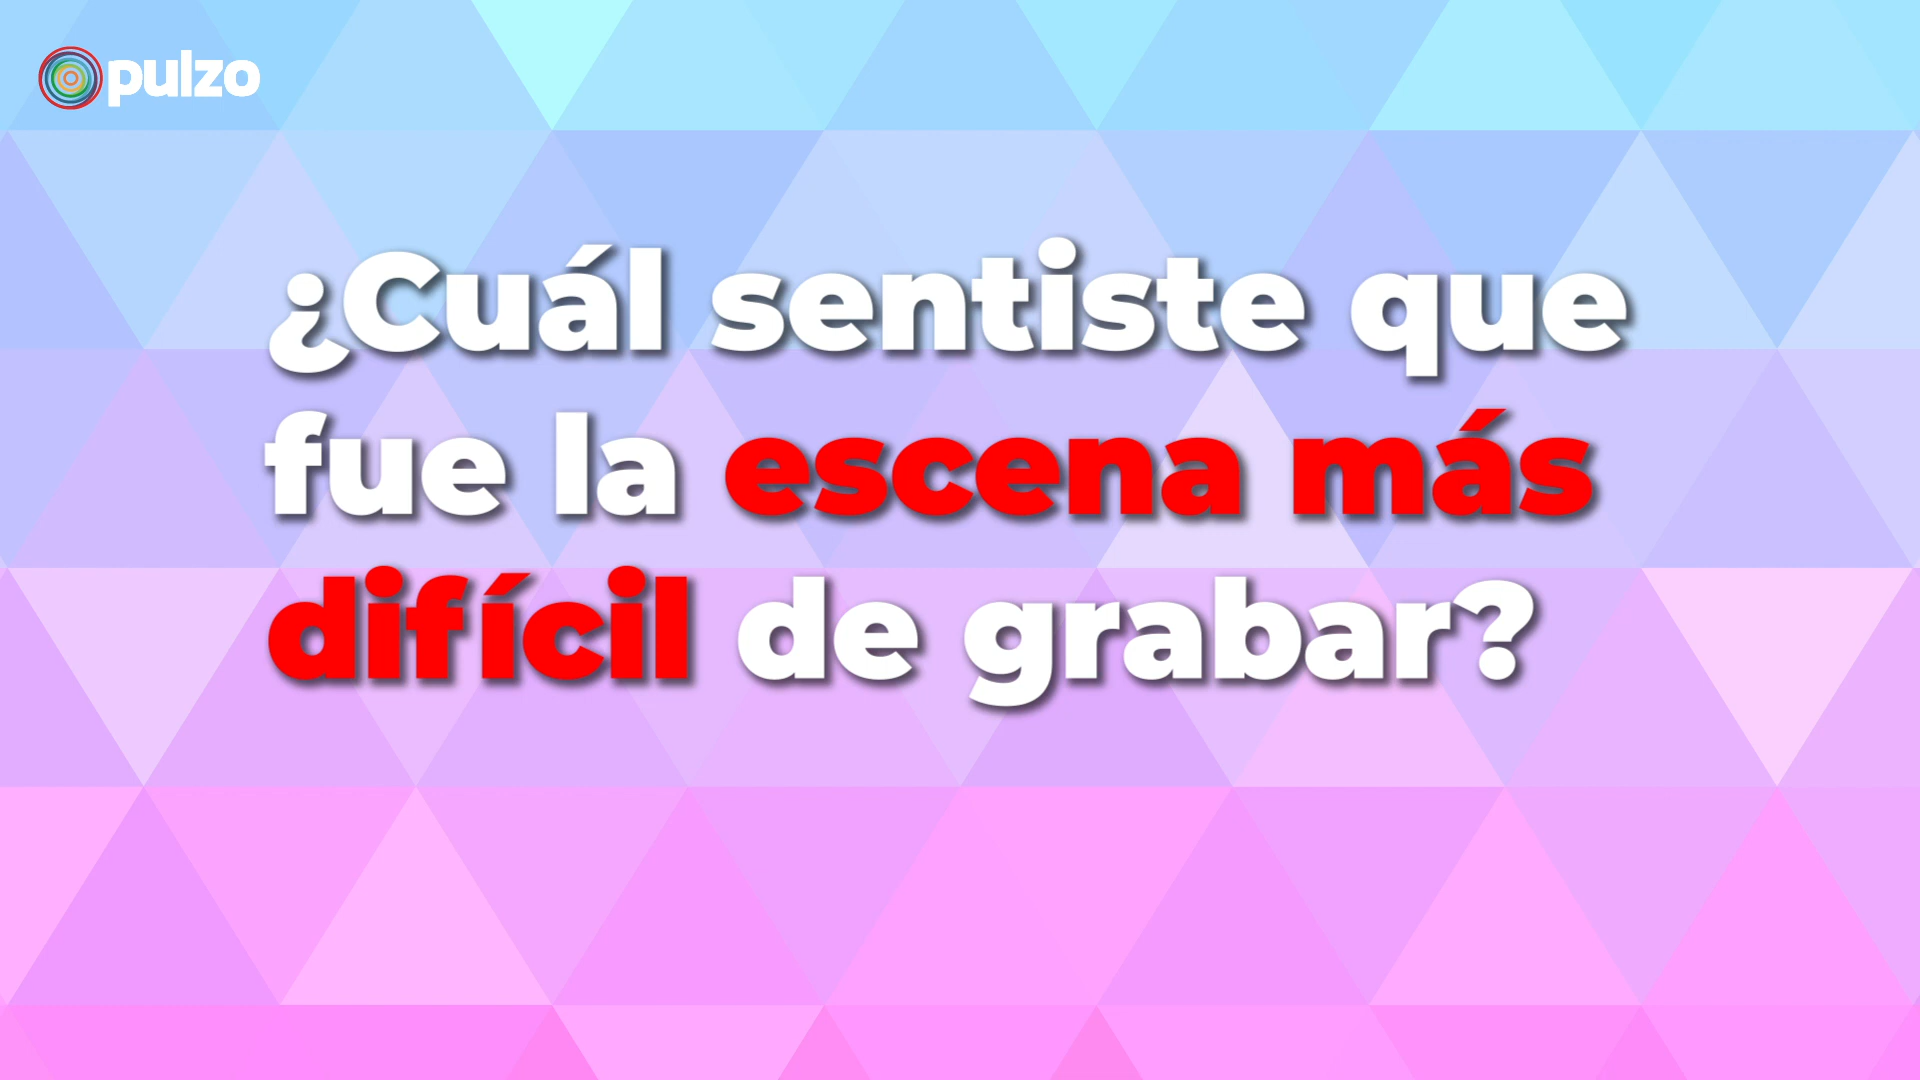 pulzo
¿Cuál sentiste que
fue la escena más
difícil de grabar?